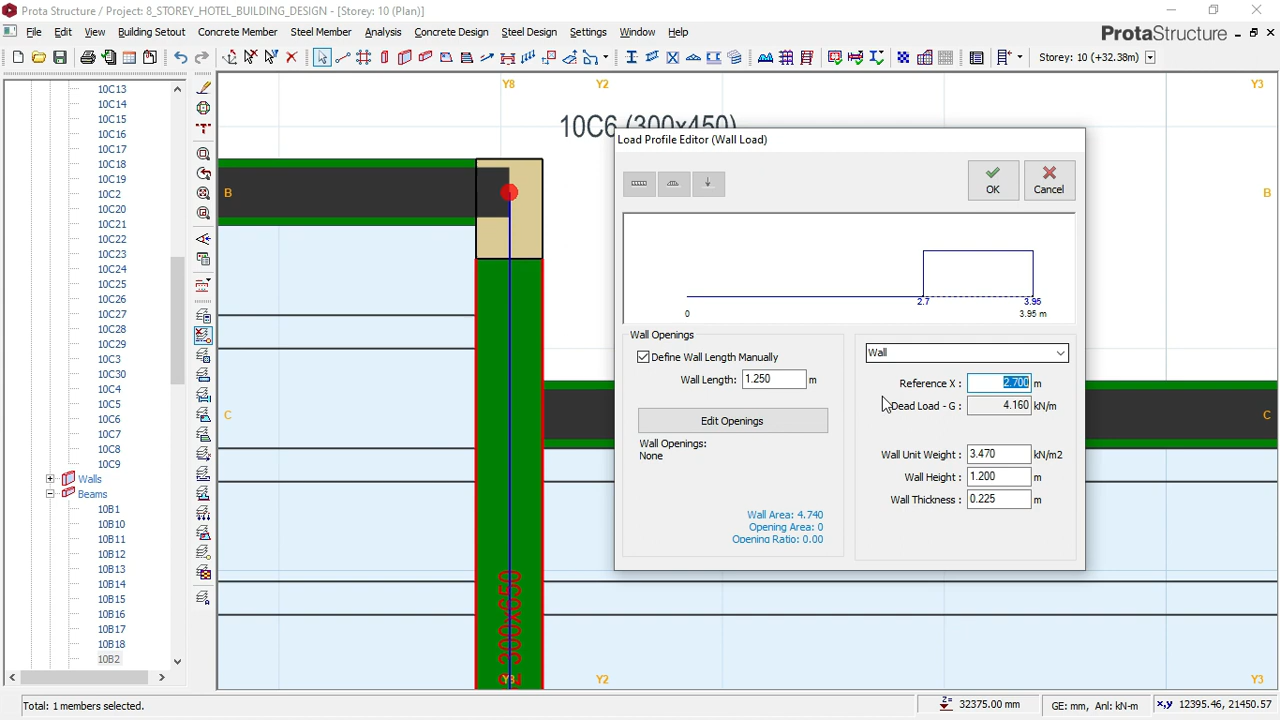 Prota Structure / Project: 8_STOREY_HOTEL_BUILDING_DESIGN - [Storey: 10 (Plan)]
File Edit View Building Setout Concrete Member Steel Member Analysis Concrete Design Steel Design Settings Window Help
ProtaStructure
Storey: 10 (+32.38m)
10C13
10C14
10C15
10C16
10C17
10C18
10C19
10C2
10C20
10C21
10C22
10C23
10C24
10C25
10C26
10C27
10C28
10C29
10C3
10C30
10C4
10C5
10C6
10C7
10C8
10C9
Walls
Beams
10B1
10B10
10B11
10B12
10B13
10B14
10B15
10B16
10B17
10B18
10B2
Y8 Y2 Y3
10C6 (300x450)
B B
C C
300x650
Y2 Y3
Load Profile Editor (Wall Load)
OK
Cancel
2.7 3.95
0 3.95 m
Wall Openings
Define Wall Length Manually
Wall Length: 1.250 m
Edit Openings
Wall Openings:
None
Wall Area: 4.740
Opening Area: 0
Opening Ratio: 0.00
Wall
Reference X : 2.700 m
Dead Load - G : 4.160 kN/m
Wall Unit Weight : 3.470 kN/m2
Wall Height : 1.200 m
Wall Thickness : 0.225 m
Total: 1 members selected.
Z= 32375.00 mm
GE: mm, Anl: kN-m
x,y 12395.46, 21450.57